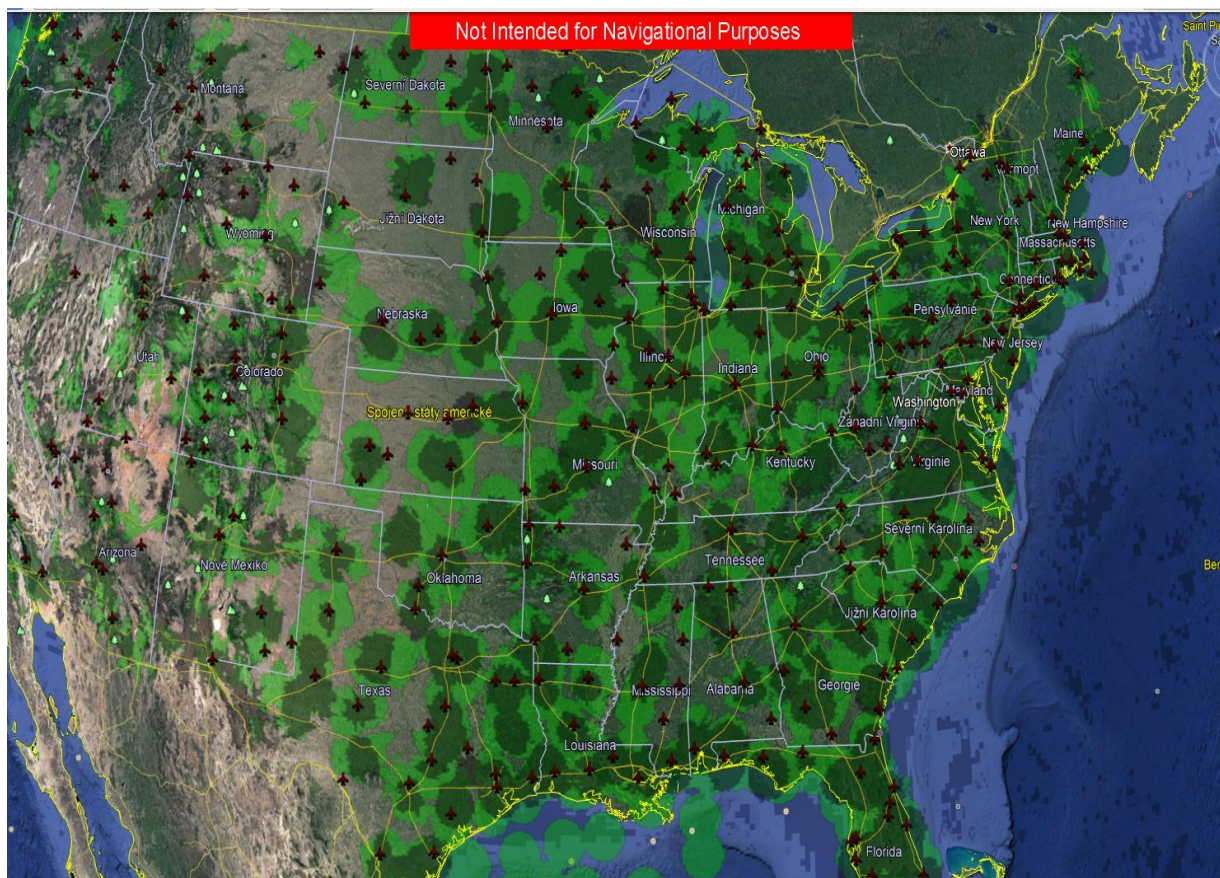 Not Intended for Navigational Purposes
Saint Pi
Severní Dakota
Montana
Minnesota
Maine
Ottawa
Vermont
Jižní Dakota
Michigan
Wyoming
Wisconsin
New York
New Hampshire
Massachusetts
Connecticut
Nebraska
Iowa
Pensylvánie
Utah
Colorado
Illinois
Indiana
Ohio
New Jersey
Maryland
Washington
Spojené státy americké
Západní Virginie
Missouri
Kentucky
Virginie
Severní Karolína
Arizona
Nové Mexiko
Oklahoma
Arkansas
Tennessee
Ber
Jižní Karolína
Texas
Mississippi
Alabama
Georgie
Louisiana
Florida